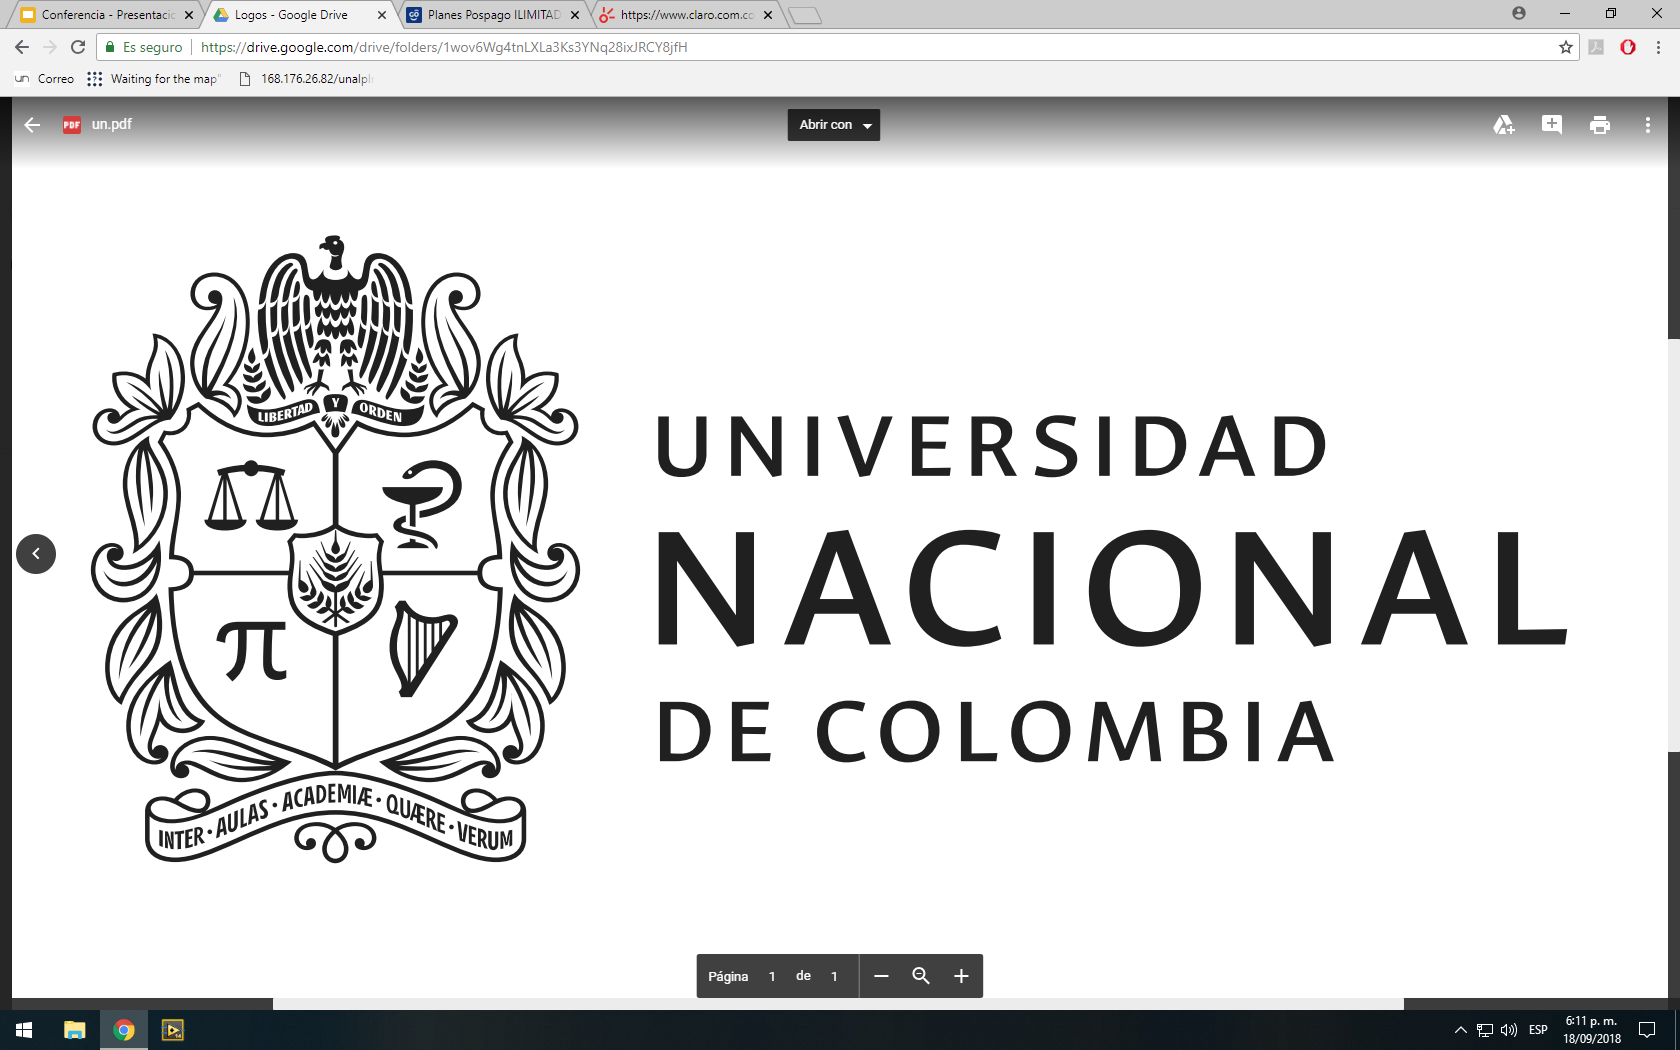 Conferencia - Presentacio
Logos - Google Drive
Planes Pospago ILIMITAD
https://www.claro.com.co
Es seguro
https://drive.google.com/drive/folders/1wov6Wg4tnLXLa3Ks3YNq28ixJRCY8jfH
Correo
Waiting for the map"
168.176.26.82/unalpl
PDF
un.pdf
Abrir con
LIBERTAD Y ORDEN
UNIVERSIDAD
NACIONAL
DE COLOMBIA
π
INTER · AULAS · ACADEMIÆ · QUÆRE · VERUM
Página 1 de 1
ESP
6:11 p. m.
18/09/2018